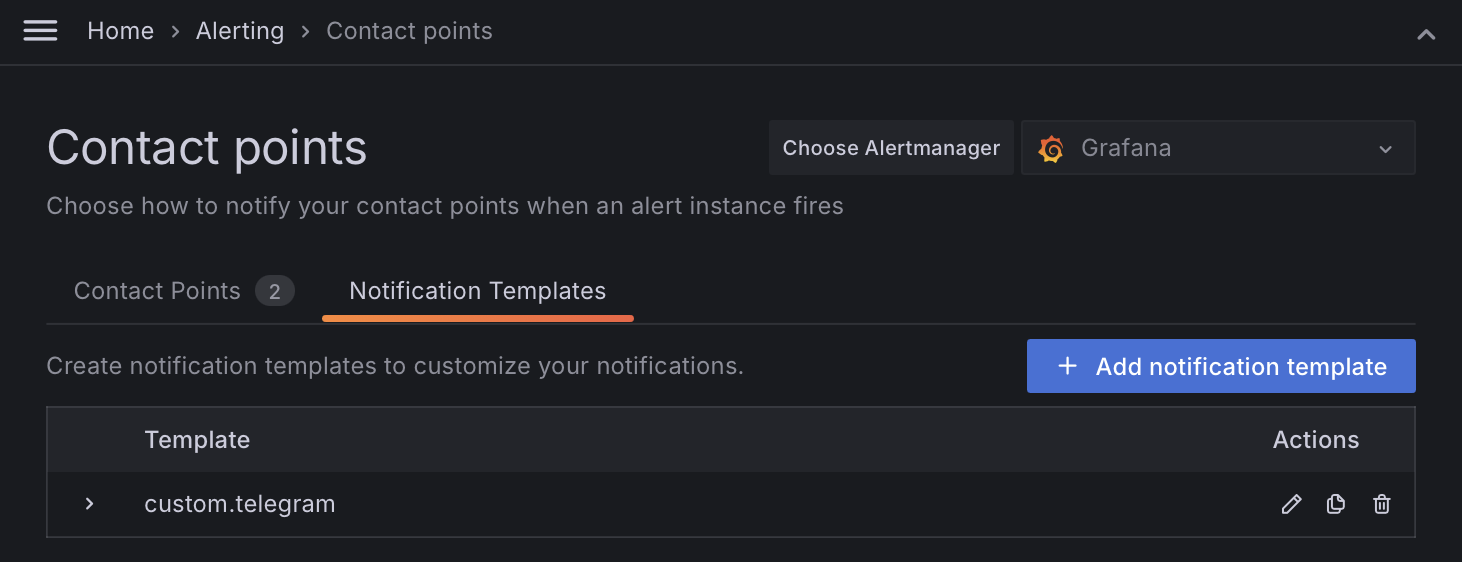 Home > Alerting > Contact points
Contact points
Choose Alertmanager Grafana
Choose how to notify your contact points when an alert instance fires
Contact Points 2 Notification Templates
Create notification templates to customize your notifications.
+ Add notification template
Template Actions
custom.telegram